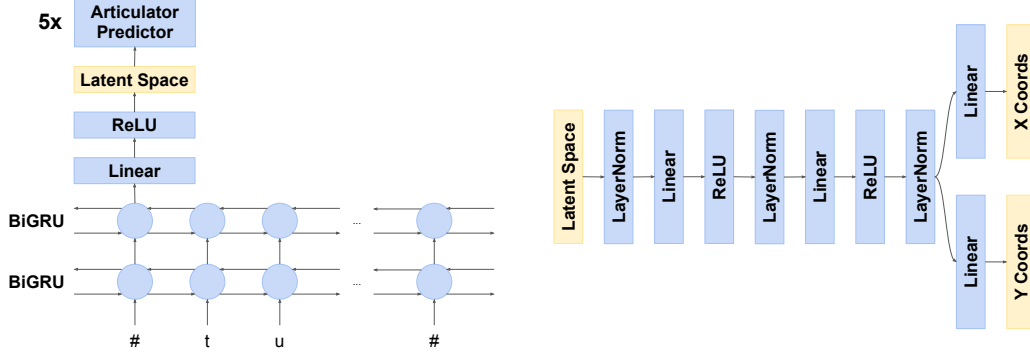 5x
Articulator
Predictor
Latent Space
ReLU
Linear
BiGRU
...
BiGRU
...
# t u #
Latent Space
LayerNorm
Linear
ReLU
LayerNorm
Linear
ReLU
LayerNorm
Linear
X Coords
Linear
Y Coords